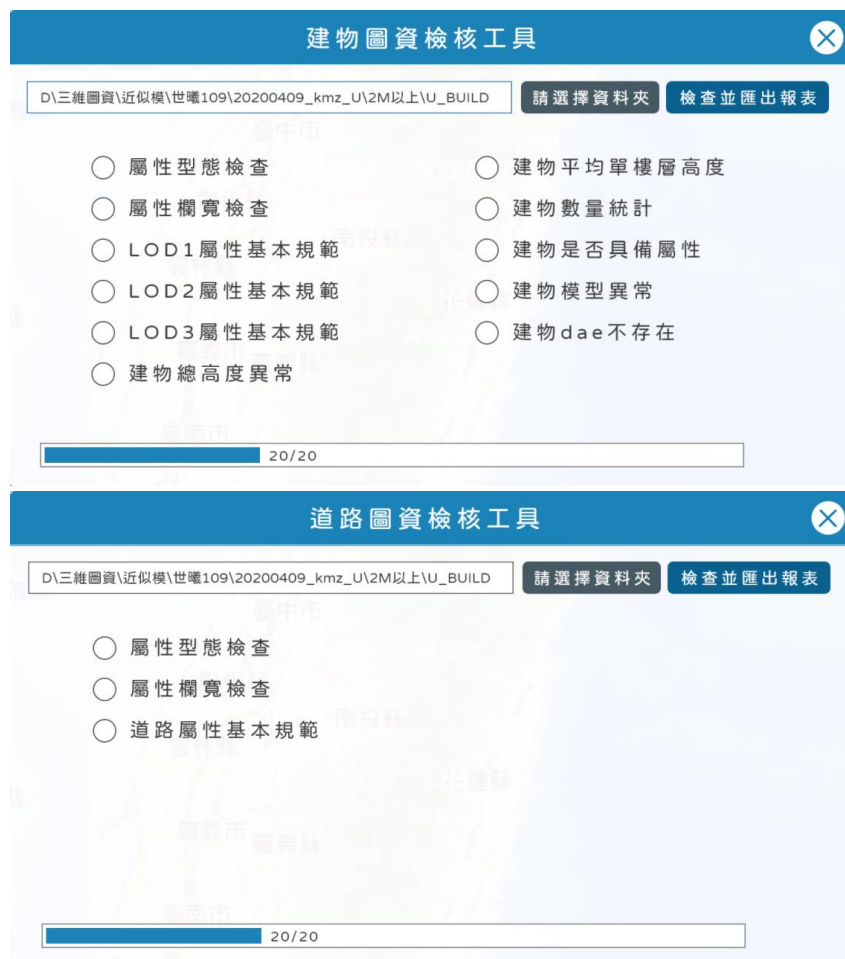 建物圖資檢核工具
D\三維圖資\近似模\世曦109\20200409_kmz_U\2M以上\U_BUILD 請選擇資料夾 檢查並匯出報表
屬性型態檢查 建物平均單樓層高度
屬性欄寬檢查 建物數量統計
LOD1屬性基本規範 建物是否具備屬性
LOD2屬性基本規範 建物模型異常
LOD3屬性基本規範 建物dae不存在
建物總高度異常
20/20
道路圖資檢核工具
D\三維圖資\近似模\世曦109\20200409_kmz_U\2M以上\U_BUILD 請選擇資料夾 檢查並匯出報表
屬性型態檢查
屬性欄寬檢查
道路屬性基本規範
20/20